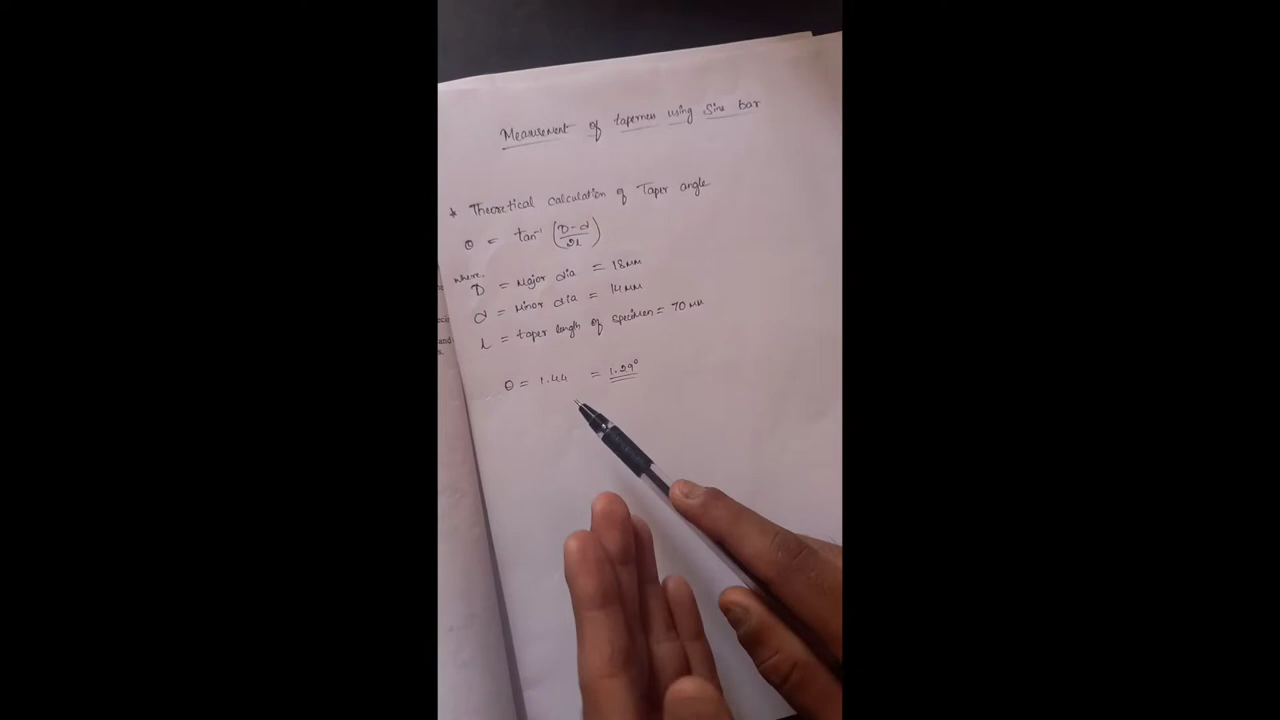 Measurement of taperness using Sine bar
* Theoretical calculation of Taper angle
θ = tan⁻¹ (D-d/2L)
where,
D = Major dia = 18mm
d = Minor dia = 14mm
L = taper length of specimen = 70mm
θ = 1.44 = 1.29°
and
s.